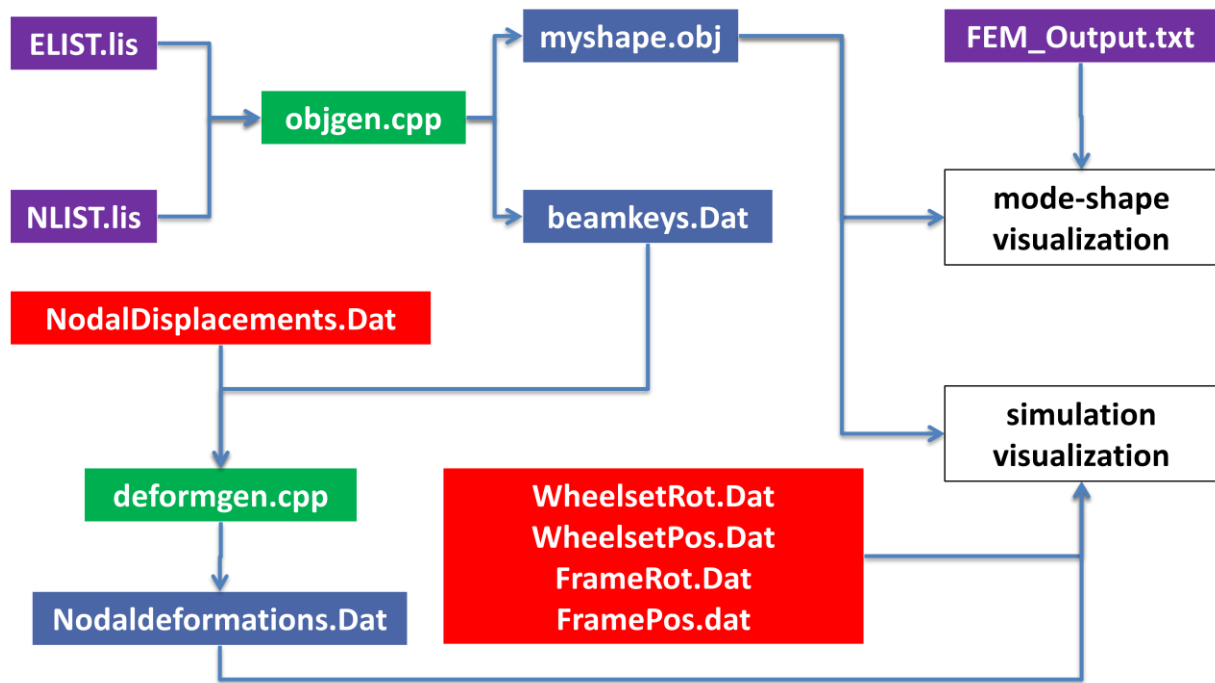 ELIST.lis
myshape.obj
FEM_Output.txt
objgen.cpp
NLIST.lis
beamkeys.Dat
mode-shape
visualization
NodalDisplacements.Dat
simulation
visualization
deformgen.cpp
WheelsetRot.Dat
WheelsetPos.Dat
FrameRot.Dat
FramePos.dat
Nodaldeformations.Dat